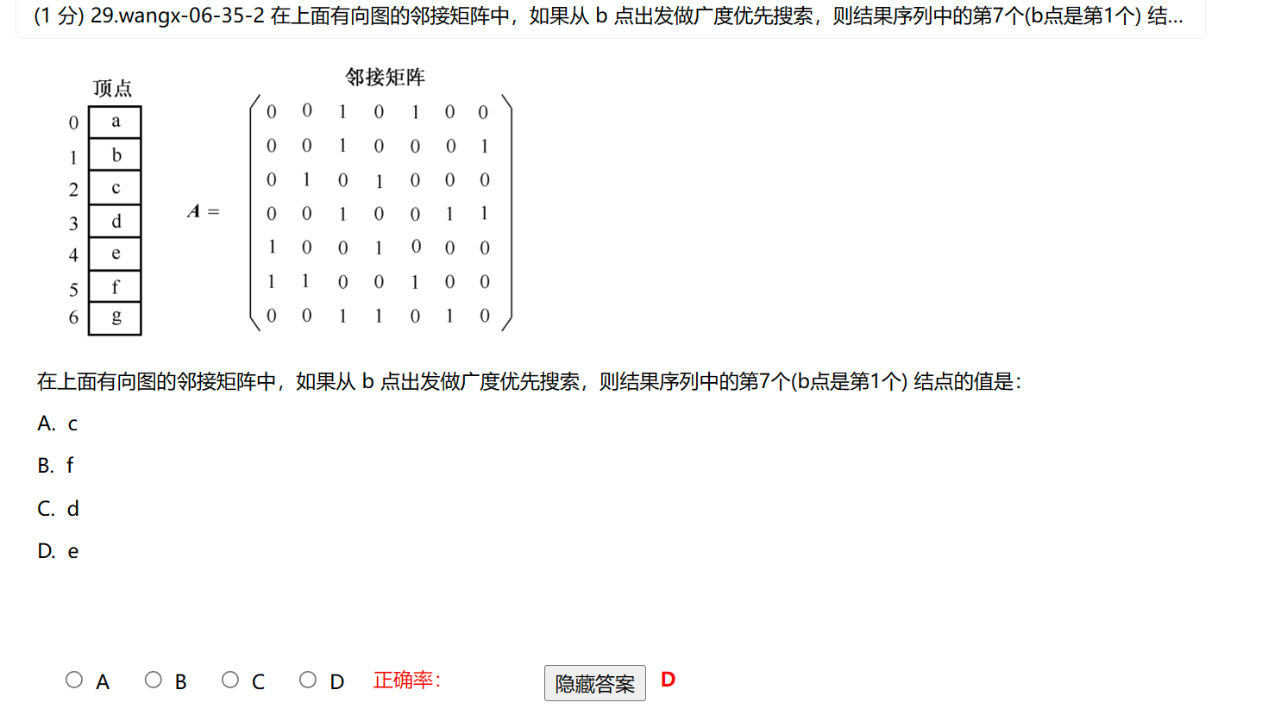 (1 分) 29.wangx-06-35-2 在上面有向图的邻接矩阵中，如果从 b 点出发做广度优先搜索，则结果序列中的第7个(b点是第1个) 结...
邻接矩阵
顶点
0 a
1 b
2 c
3 d
4 e
5 f
6 g
A =
0 0 1 0 1 0 0
0 0 1 0 0 0 1
0 1 0 1 0 0 0
0 0 1 0 0 1 1
1 0 0 1 0 0 0
1 1 0 0 1 0 0
0 0 1 1 0 1 0
在上面有向图的邻接矩阵中，如果从 b 点出发做广度优先搜索，则结果序列中的第7个(b点是第1个) 结点的值是：
A. c
B. f
C. d
D. e
A B C D 正确率： 隐藏答案 D